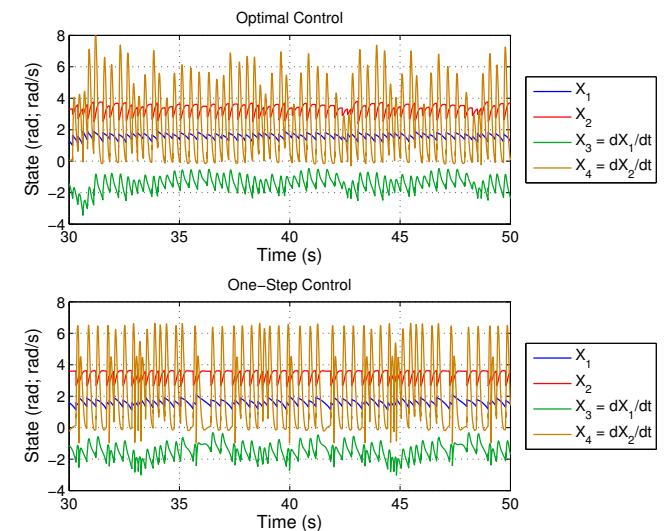 Optimal Control
State (rad; rad/s)
8
6
4
2
0
−2
−4
30
35
40
45
50
Time (s)
X1
X2
X3 = dX1/dt
X4 = dX2/dt
One−Step Control
State (rad; rad/s)
8
6
4
2
0
−2
−4
30
35
40
45
50
Time (s)
X1
X2
X3 = dX1/dt
X4 = dX2/dt